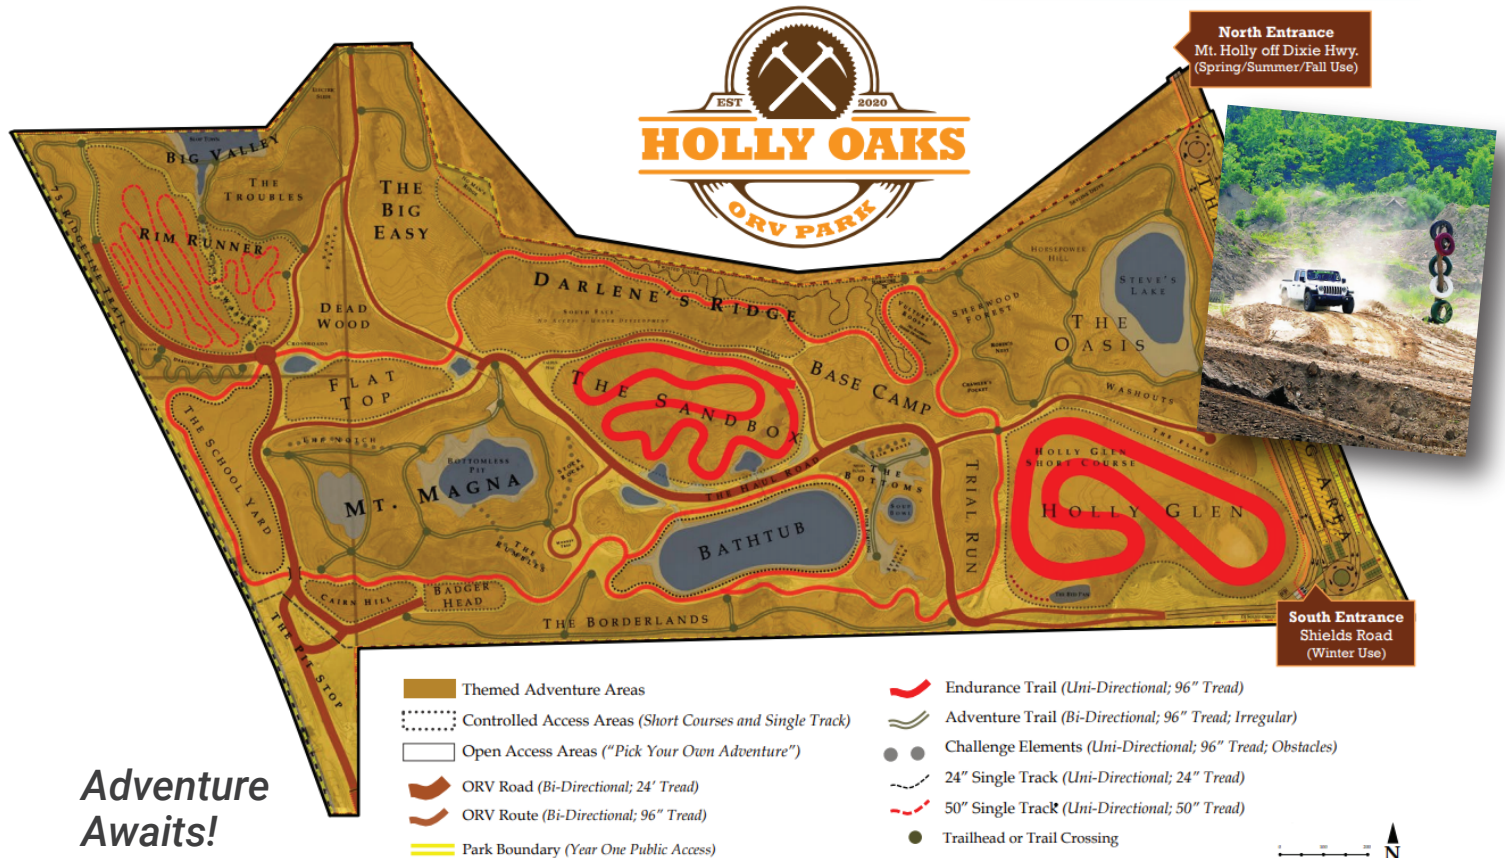 EST
2020
HOLLY OAKS
ORV PARK
North Entrance
Mt. Holly off Dixie Hwy.
(Spring/Summer/Fall Use)
BIG VALLEY
THE
TROUBLES
THE
BIG
EASY
75 RIDGELINE TRAIL
RIM RUNNER
DEAD
WOOD
DARLENE'S RIDGE
FLAT
TOP
THE SANDBOX
BASE CAMP
SHERWOOD
FOREST
HORSEPOWER
HILL
STEVE'S
LAKE
THE
OASIS
WASHOUTS
THE FLATS
THE SCHOOL YARD
BOTTOMLESS
PIT
MT. MAGNA
THE
RUMBLES
THE HAUL ROAD
THE
BOTTOMS
BATHTUB
TRIAL RUN
HOLLY GLEN
SHORT COURSE
HOLLY GLEN
CAIRN HILL
BADGER
HEAD
THE BORDERLANDS
THE PIT STOP
South Entrance
Shields Road
(Winter Use)
Themed Adventure Areas
Controlled Access Areas (Short Courses and Single Track)
Open Access Areas ("Pick Your Own Adventure")
ORV Road (Bi-Directional; 24' Tread)
ORV Route (Bi-Directional; 96" Tread)
Park Boundary (Year One Public Access)
Endurance Trail (Uni-Directional; 96" Tread)
Adventure Trail (Bi-Directional; 96" Tread; Irregular)
Challenge Elements (Uni-Directional; 96" Tread; Obstacles)
24" Single Track (Uni-Directional; 24" Tread)
50" Single Track (Uni-Directional; 50" Tread)
Trailhead or Trail Crossing
N
Adventure
Awaits!